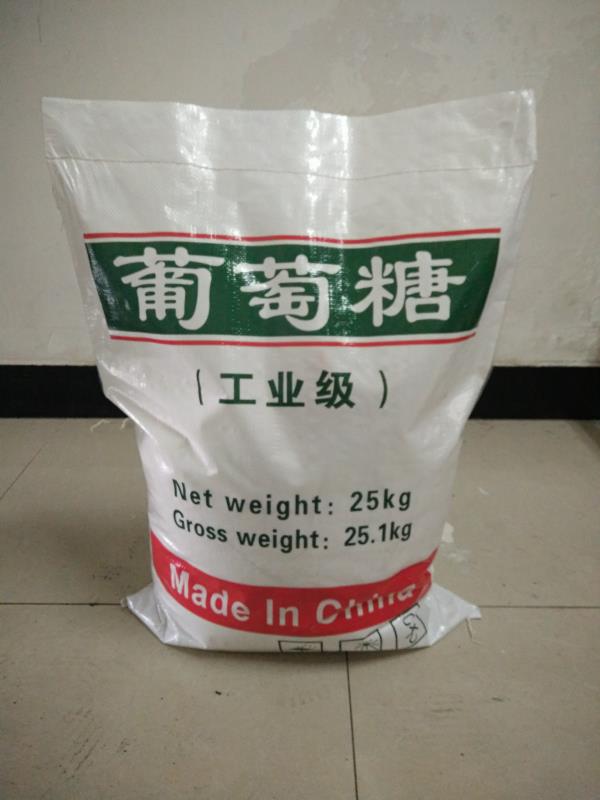 葡萄糖
（工业级）
Net weight: 25kg
Gross weight: 25.1kg
Made In China